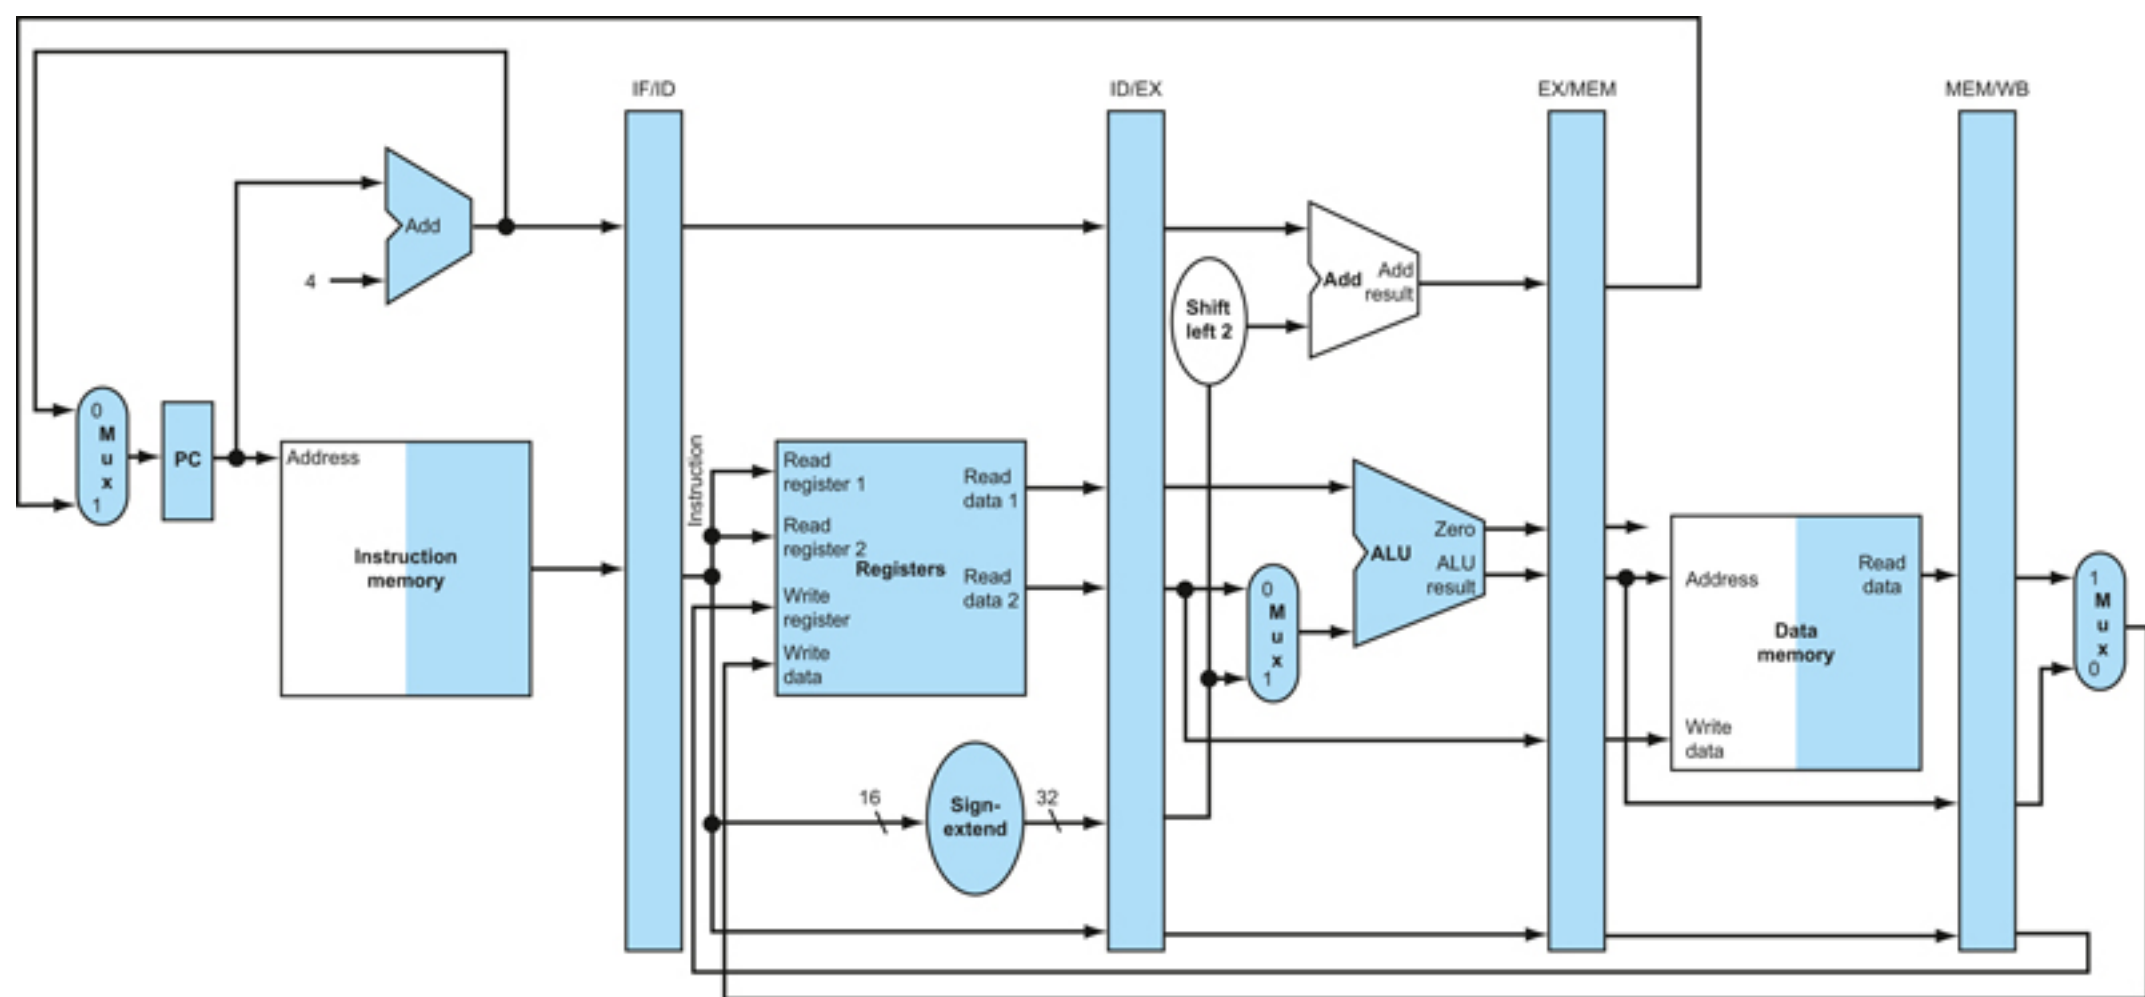 IF/ID
ID/EX
EX/MEM
MEM/WB
Add
4
Shift
left 2
Add
Add
result
0
M
u
x
1
PC
Address
Instruction
memory
Instruction
Read
register 1
Read
register 2
Write
register
Write
data
Registers
Read
data 1
Read
data 2
16
Sign-
extend
32
0
M
u
x
1
Zero
ALU
ALU
result
Address
Read
data
Data
memory
Write
data
1
M
u
x
0